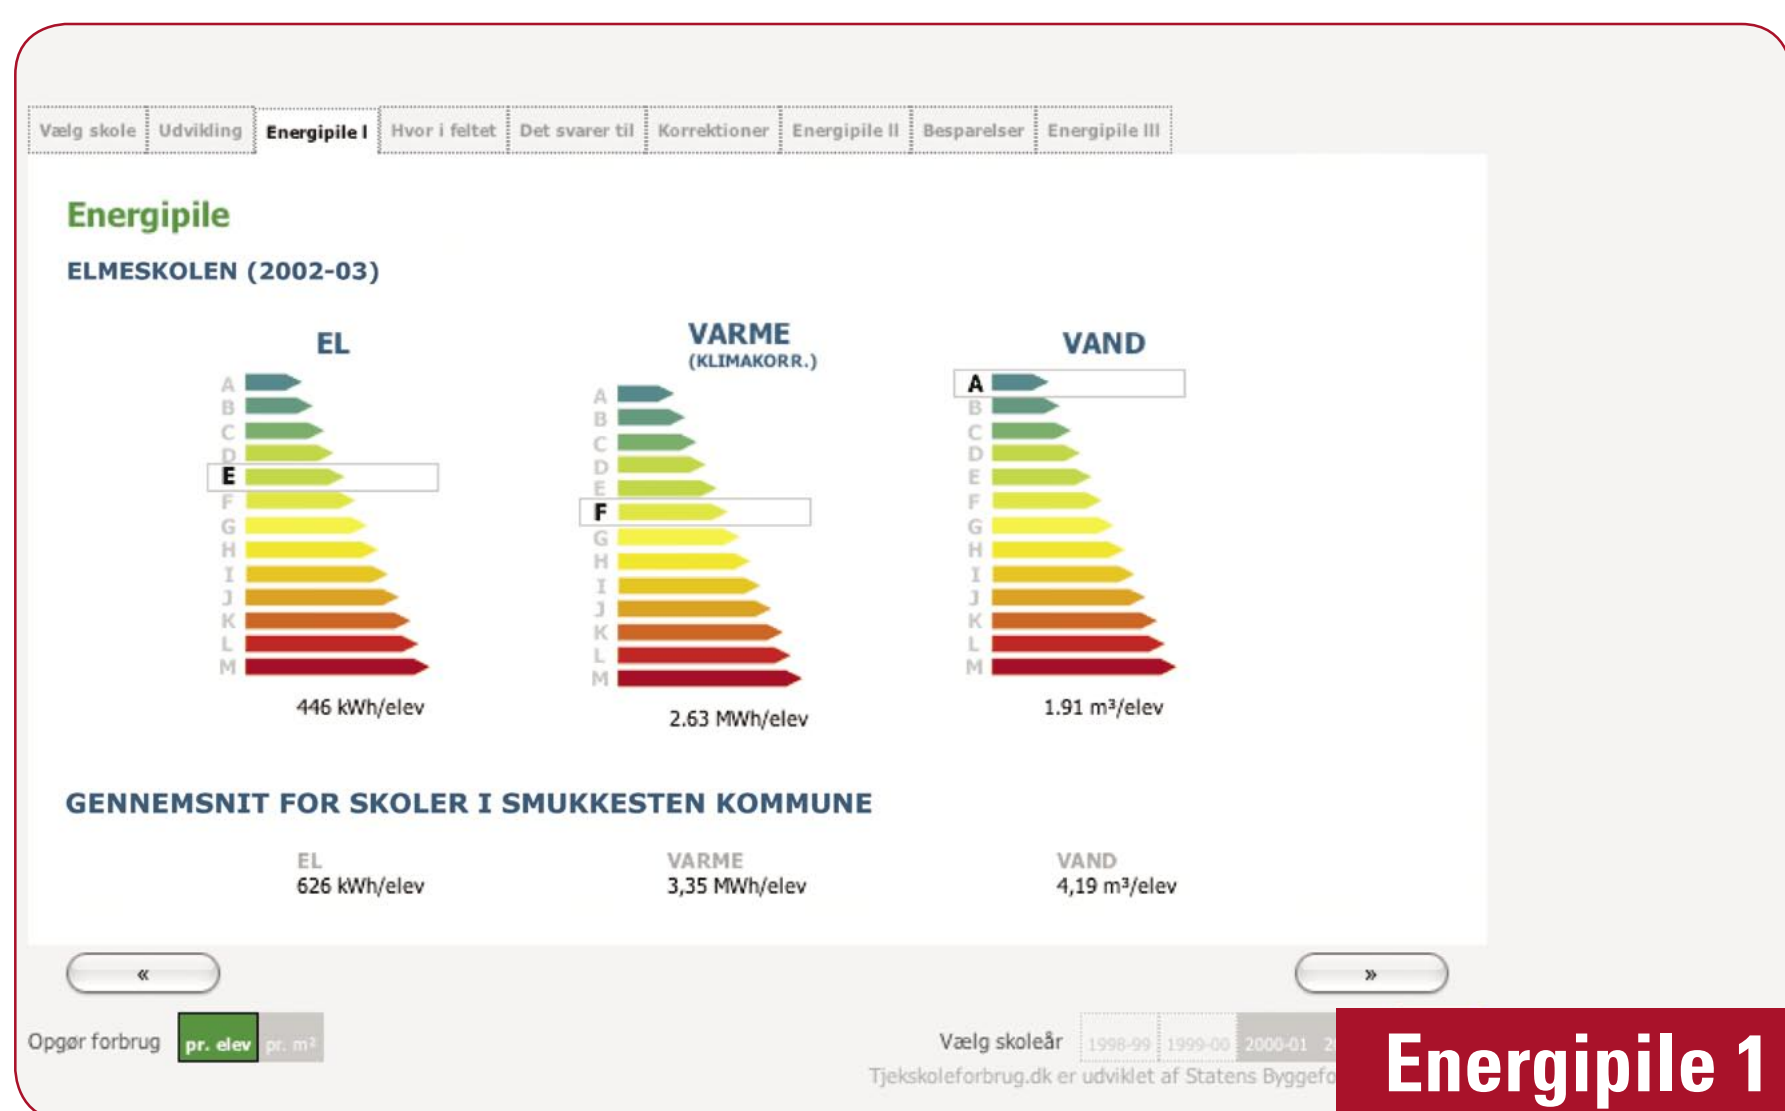 Vælg skole Udvikling Energipile I Hvor i feltet Det svarer til Korrektioner Energipile II Besparelser Energipile III
Energipile
ELMESKOLEN (2002-03)
EL
A
B
C
D
E
F
G
H
I
J
K
L
M
446 kWh/elev
VARME
(KLIMAKORR.)
A
B
C
D
E
F
G
H
I
J
K
L
M
2.63 MWh/elev
VAND
A
B
C
D
E
F
G
H
I
J
K
L
M
1.91 m³/elev
GENNEMSNIT FOR SKOLER I SMUKKESTEN KOMMUNE
EL VARME VAND
626 kWh/elev 3,35 MWh/elev 4,19 m³/elev
« »
Opgør forbrug pr. elev pr. m² Vælg skoleår 1998-99 1999-00 2000-01
Tjekskoleforbrug.dk er udviklet af Statens
Energipile 1